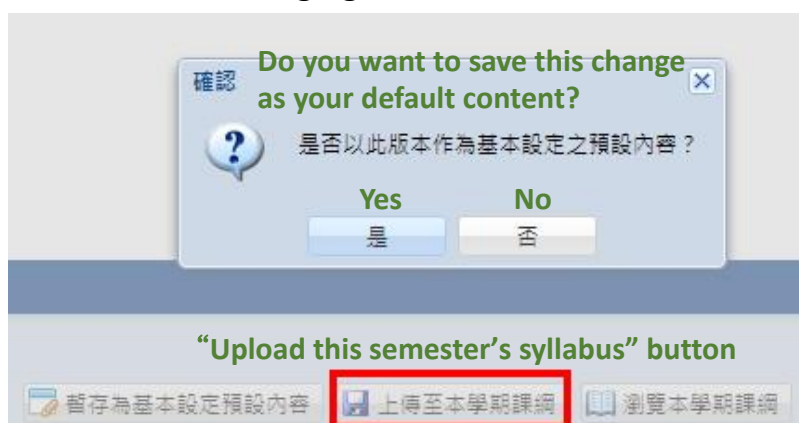 Do you want to save this change
確認
as your default content?
是否以此版本作為基本設定之預設內容？
Yes No
是 否
“Upload this semester’s syllabus” button
暫存為基本設定預設內容 上傳至本學期課綱 瀏覽本學期課綱